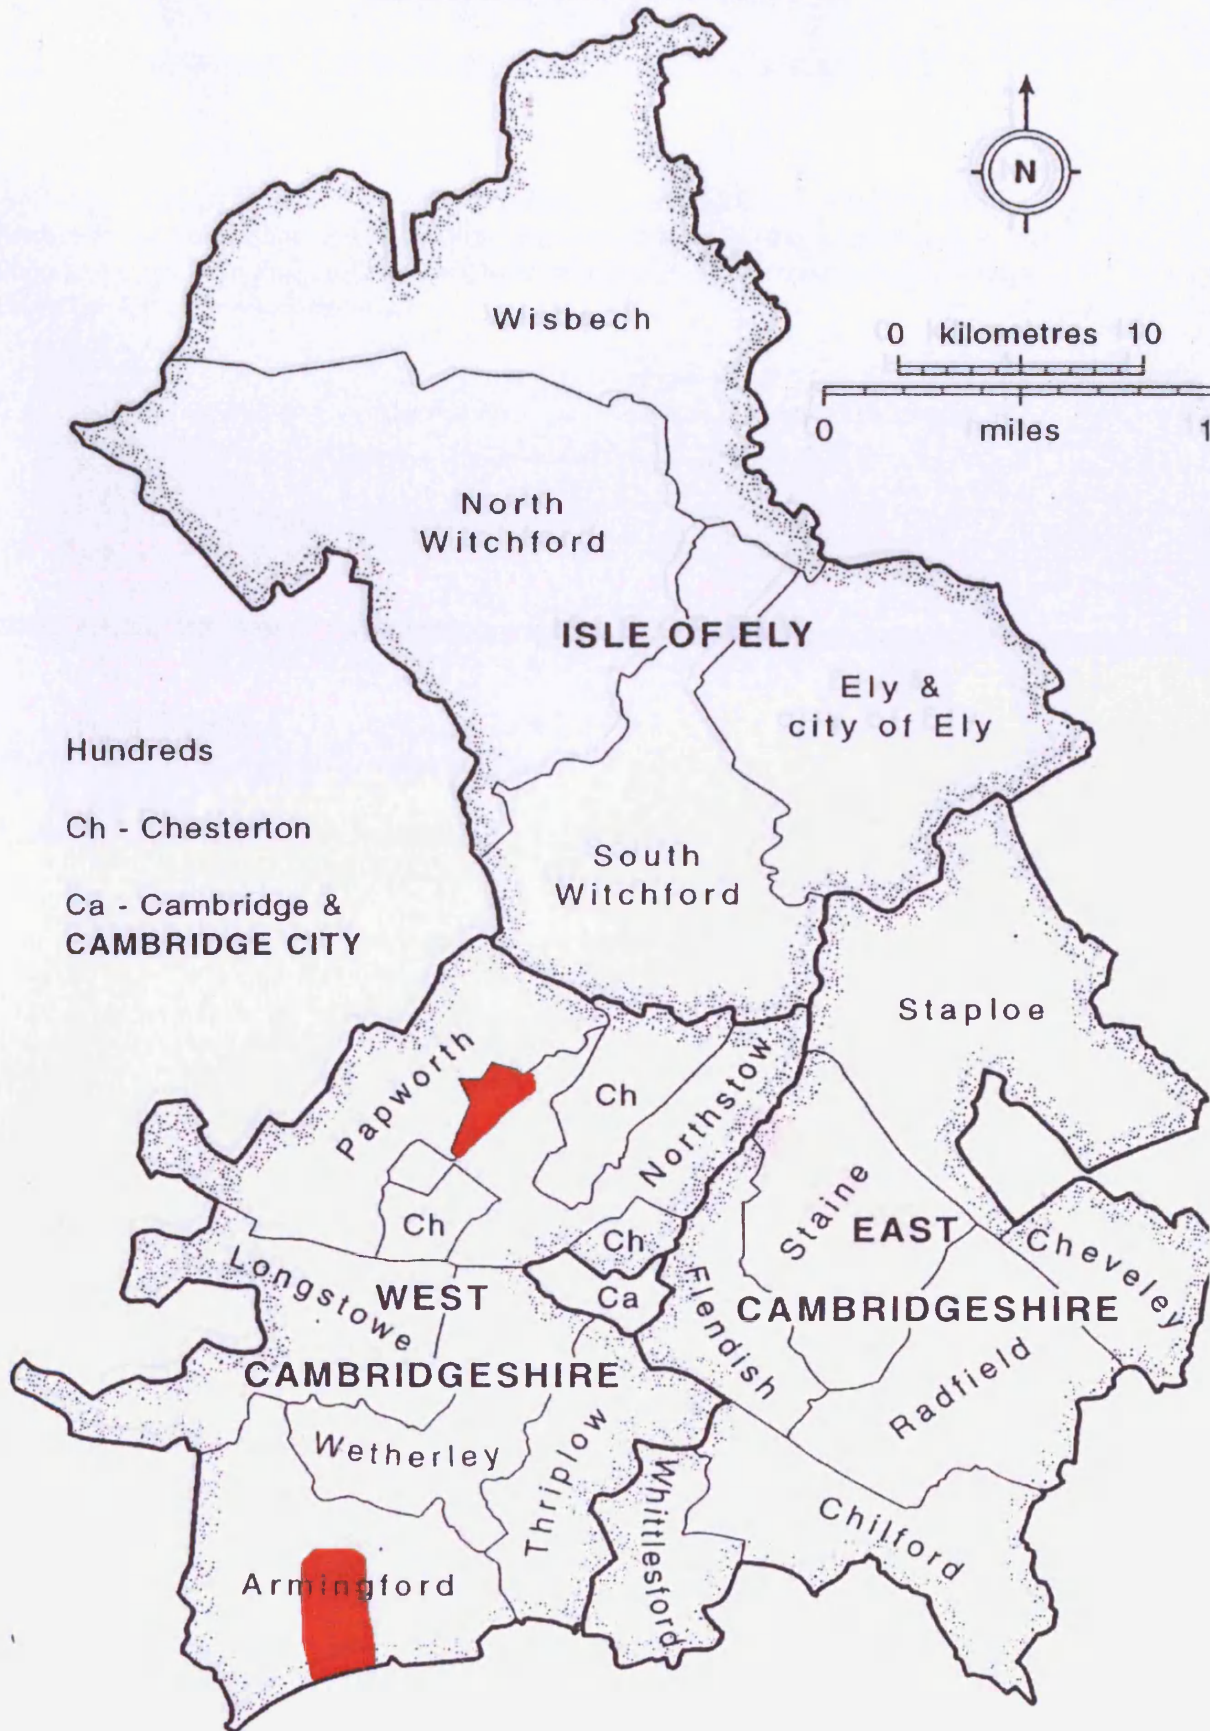 N
Wisbech
0 kilometres 10
0 miles 1
North
Witchford
ISLE OF ELY
Ely &
city of Ely
Hundreds
Ch - Chesterton
Ca - Cambridge &
CAMBRIDGE CITY
South
Witchford
Staploe
Papworth
Ch
Northstow
Ch
Ch
Staine
EAST
CAMBRIDGESHIRE
Cheveley
Longstowe
WEST
CAMBRIDGESHIRE
Ca
Flendish
Radfield
Wetherley
Thriplow
Whittlesford
Chilford
Armingford